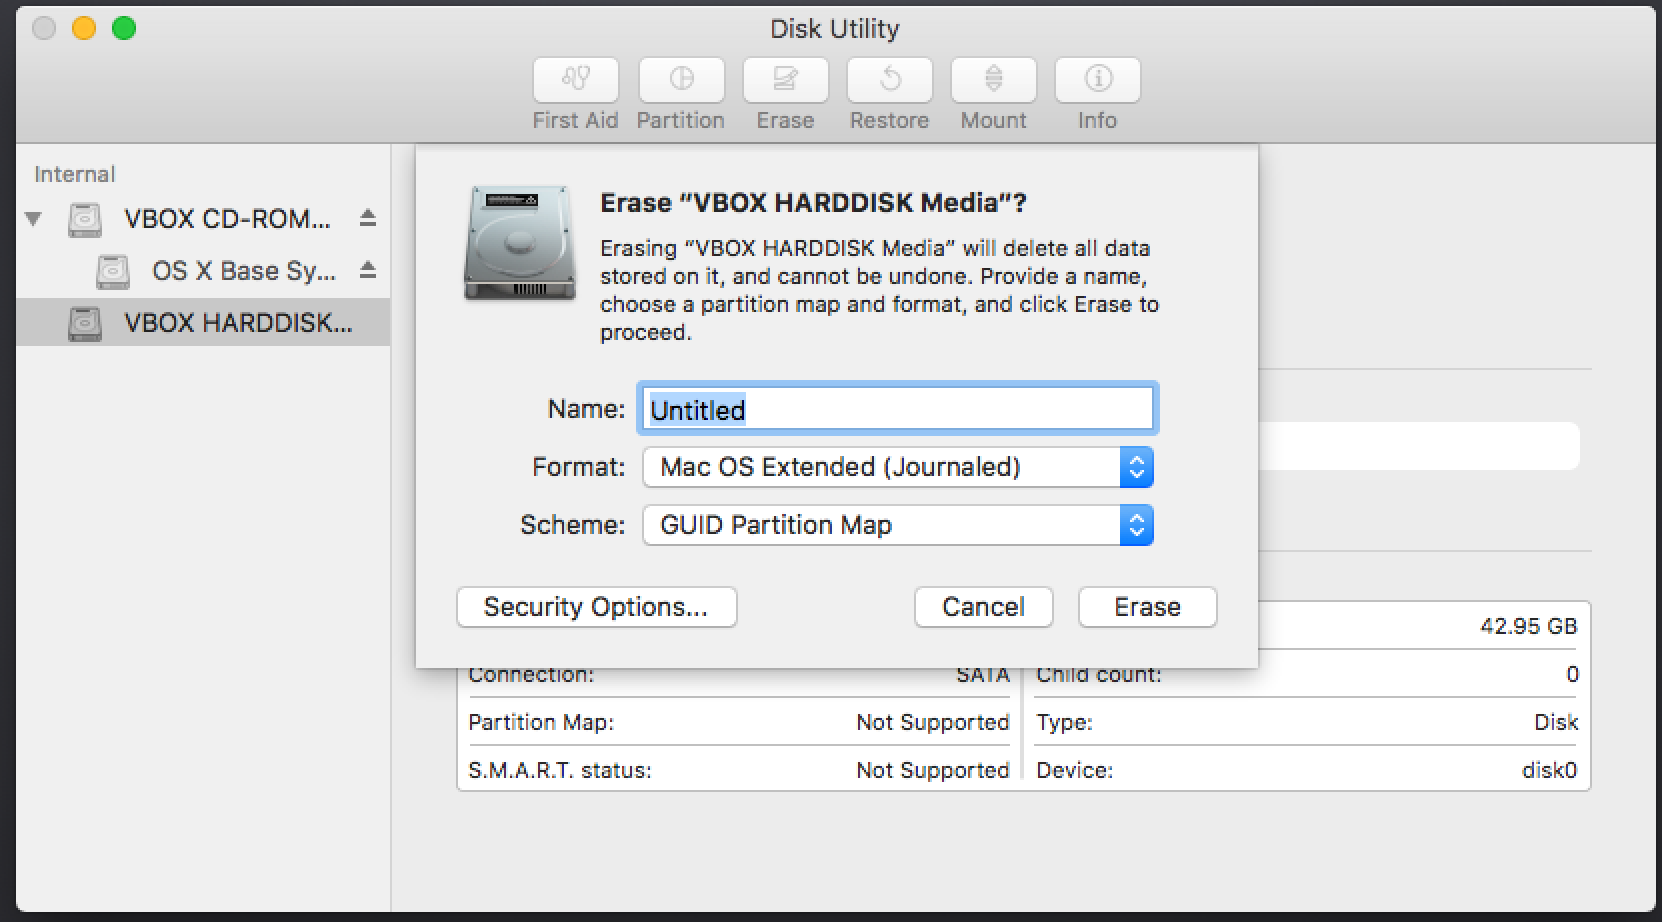 Disk Utility
First Aid
Partition
Erase
Restore
Mount
Info
Internal
VBOX CD-ROM...
OS X Base Sy...
VBOX HARDDISK...
Erase “VBOX HARDDISK Media”?
Erasing “VBOX HARDDISK Media” will delete all data
stored on it, and cannot be undone. Provide a name,
choose a partition map and format, and click Erase to
proceed.
Name: Untitled
Format: Mac OS Extended (Journaled)
Scheme: GUID Partition Map
Security Options...
Cancel
Erase
42.95 GB
Connection: SATA
Child count: 0
Partition Map: Not Supported
Type: Disk
S.M.A.R.T. status: Not Supported
Device: disk0